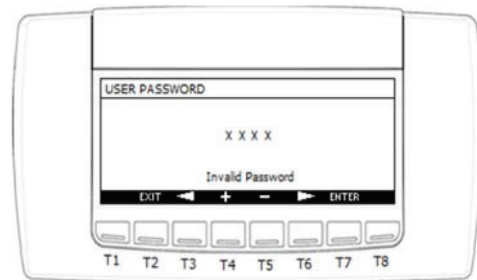 USER PASSWORD
X X X X
Invalid Password
EXIT ◄ + − ► ENTER
T1 T2 T3 T4 T5 T6 T7 T8